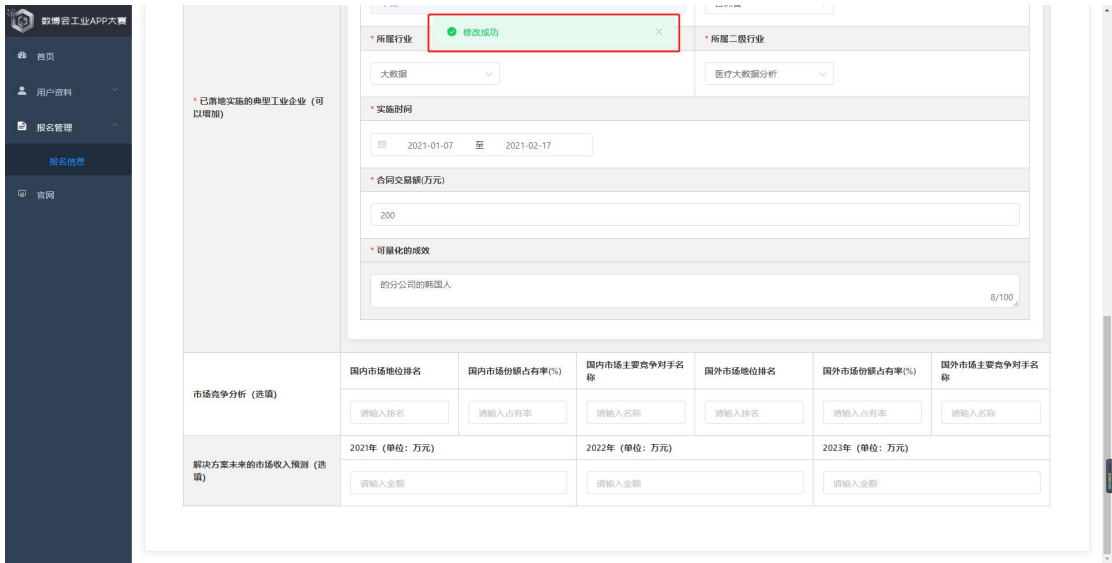 数博云工业APP大赛
首页
用户资料
报名管理
报名信息
官网
修改成功
* 所属行业
* 所属二级行业
大数据
医疗大数据分析
* 已落地实施的典型工业企业 (可
以增加)
* 实施时间
2021-01-07 至 2021-02-17
* 合同交易额(万元)
200
* 可量化的成效
的分公司的韩国人
8/100
市场竞争分析 (选填)
国内市场地位排名
国内市场份额占有率(%)
国内市场主要竞争对手名
称
国外市场地位排名
国外市场份额占有率(%)
国外市场主要竞争对手名
称
请输入排名
请输入占有率
请输入名称
请输入排名
请输入占有率
请输入名称
解决方案未来的市场收入预测 (选
填)
2021年 (单位: 万元)
2022年 (单位: 万元)
2023年 (单位: 万元)
请输入金额
请输入金额
请输入金额